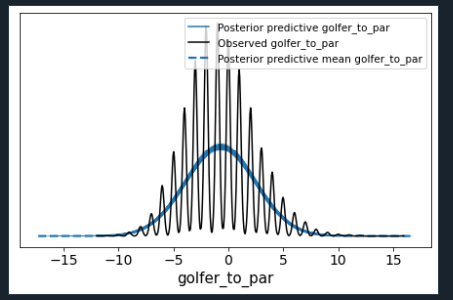 Posterior predictive golfer_to_par
Observed golfer_to_par
Posterior predictive mean golfer_to_par
−15 −10 −5 0 5 10 15
golfer_to_par